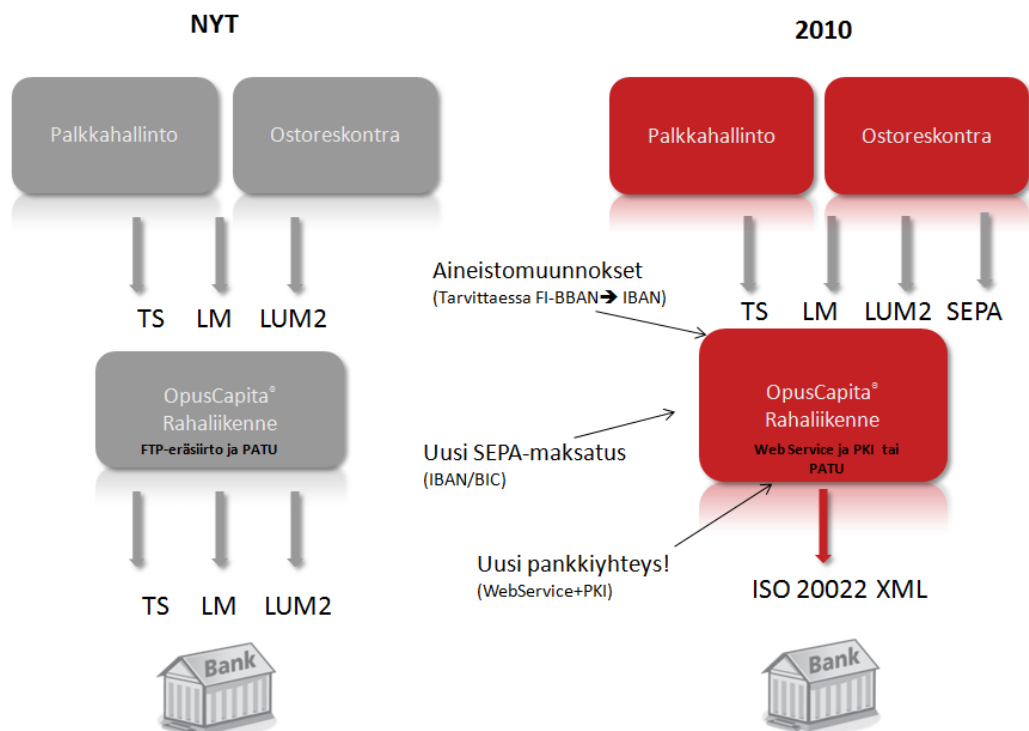 NYT
Palkkahallinto
Ostoreskontra
TS
LM
LUM2
OpusCapita®
Rahaliikenne
FTP-eräsiirto ja PATU
TS
LM
LUM2
Bank
2010
Palkkahallinto
Ostoreskontra
Aineistomuunnokset
(Tarvittaessa FI-BBAN➔ IBAN)
TS
LM
LUM2
SEPA
OpusCapita®
Rahaliikenne
Web Service ja PKI tai
PATU
Uusi SEPA-maksatus
(IBAN/BIC)
Uusi pankkiyhteys!
(WebService+PKI)
ISO 20022 XML
Bank